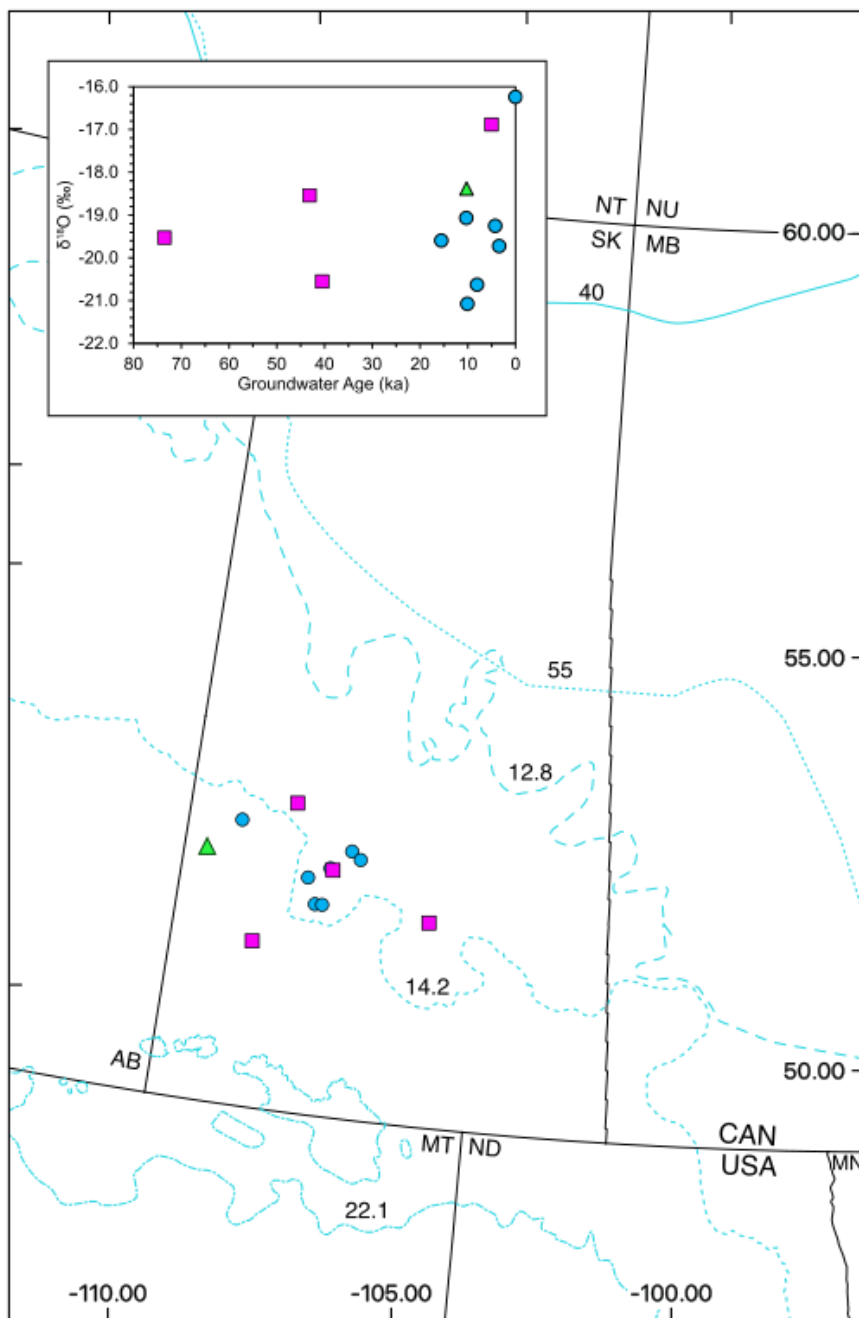 -16.0
-17.0
-18.0
-19.0
-20.0
-21.0
-22.0
δ¹⁸O (‰)
80 70 60 50 40 30 20 10 0
Groundwater Age (ka)
NT NU
SK MB
60.00
40
55.00
55
12.8
14.2
AB
50.00
MT ND
CAN
USA
MN
22.1
-110.00 -105.00 -100.00